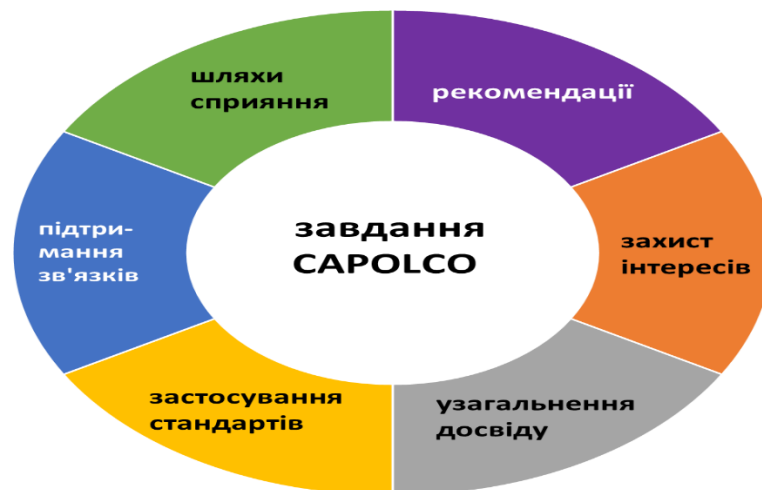 шляхи
сприяння
рекомендації
підтри-
мання
зв'язків
завдання
CAPOLCO
захист
інтересів
застосування
стандартів
узагальнення
досвіду